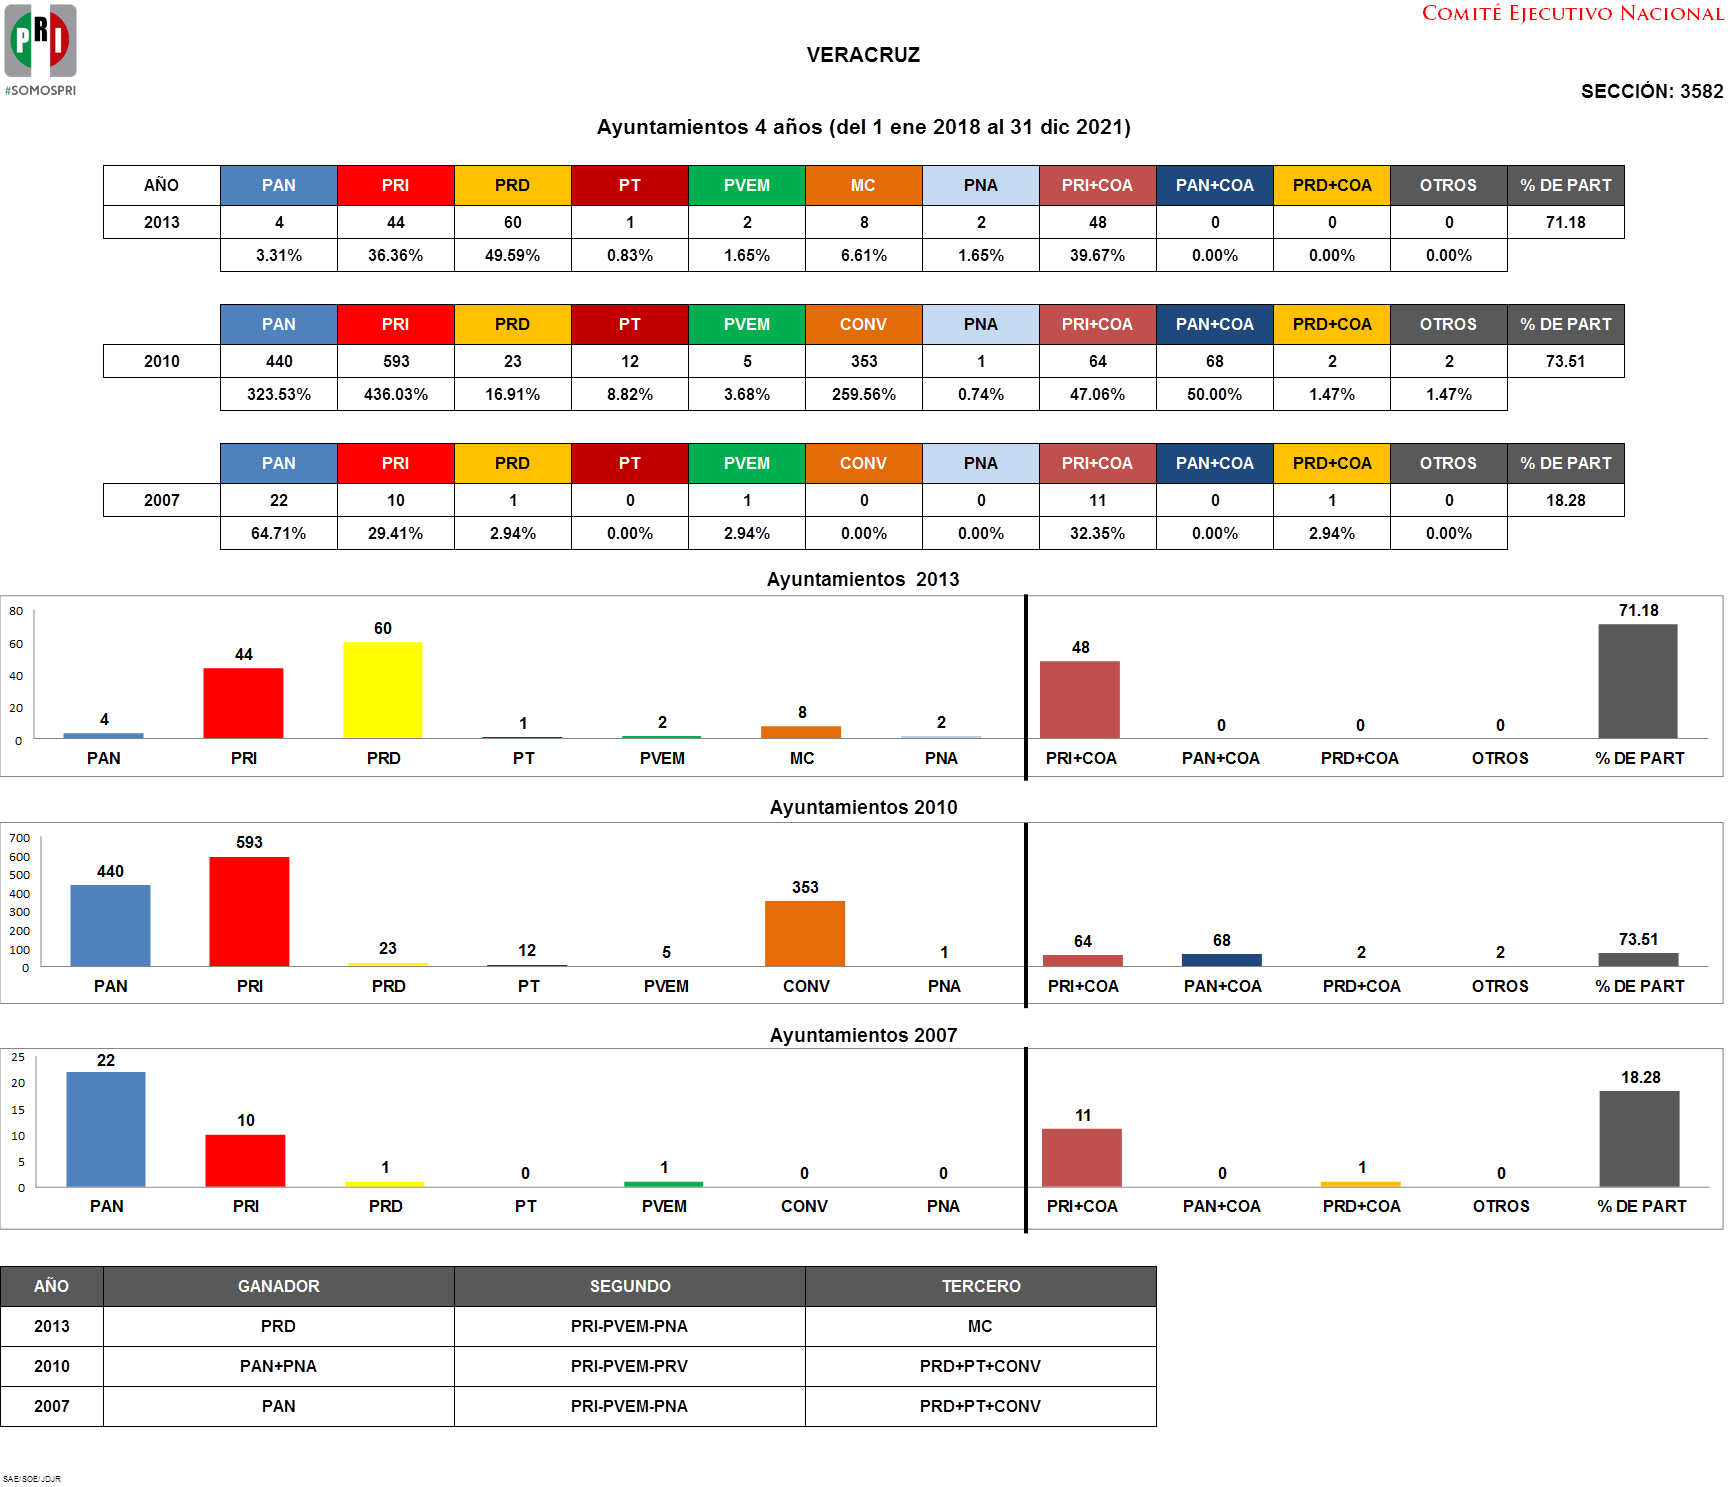 COMITÉ EJECUTIVO NACIONAL
PRI
#SOMOSPRI
VERACRUZ
SECCIÓN: 3582
Ayuntamientos 4 años (del 1 ene 2018 al 31 dic 2021)
AÑO PAN PRI PRD PT PVEM MC PNA PRI+COA PAN+COA PRD+COA OTROS % DE PART
2013 4 44 60 1 2 8 2 48 0 0 0 71.18
3.31% 36.36% 49.59% 0.83% 1.65% 6.61% 1.65% 39.67% 0.00% 0.00% 0.00%
PAN PRI PRD PT PVEM CONV PNA PRI+COA PAN+COA PRD+COA OTROS % DE PART
2010 440 593 23 12 5 353 1 64 68 2 2 73.51
323.53% 436.03% 16.91% 8.82% 3.68% 259.56% 0.74% 47.06% 50.00% 1.47% 1.47%
PAN PRI PRD PT PVEM CONV PNA PRI+COA PAN+COA PRD+COA OTROS % DE PART
2007 22 10 1 0 1 0 0 11 0 1 0 18.28
64.71% 29.41% 2.94% 0.00% 2.94% 0.00% 0.00% 32.35% 0.00% 2.94% 0.00%
Ayuntamientos 2013
80
60
40
20
0
4 44 60 1 2 8 2 48 0 0 0 71.18
PAN PRI PRD PT PVEM MC PNA PRI+COA PAN+COA PRD+COA OTROS % DE PART
Ayuntamientos 2010
700
600
500
400
300
200
100
0
440 593 23 12 5 353 1 64 68 2 2 73.51
PAN PRI PRD PT PVEM CONV PNA PRI+COA PAN+COA PRD+COA OTROS % DE PART
Ayuntamientos 2007
25
20
15
10
5
0
22 10 1 0 1 0 0 11 0 1 0 18.28
PAN PRI PRD PT PVEM CONV PNA PRI+COA PAN+COA PRD+COA OTROS % DE PART
AÑO GANADOR SEGUNDO TERCERO
2013 PRD PRI-PVEM-PNA MC
2010 PAN+PNA PRI-PVEM-PRV PRD+PT+CONV
2007 PAN PRI-PVEM-PNA PRD+PT+CONV
SAE/SOE/JDJR